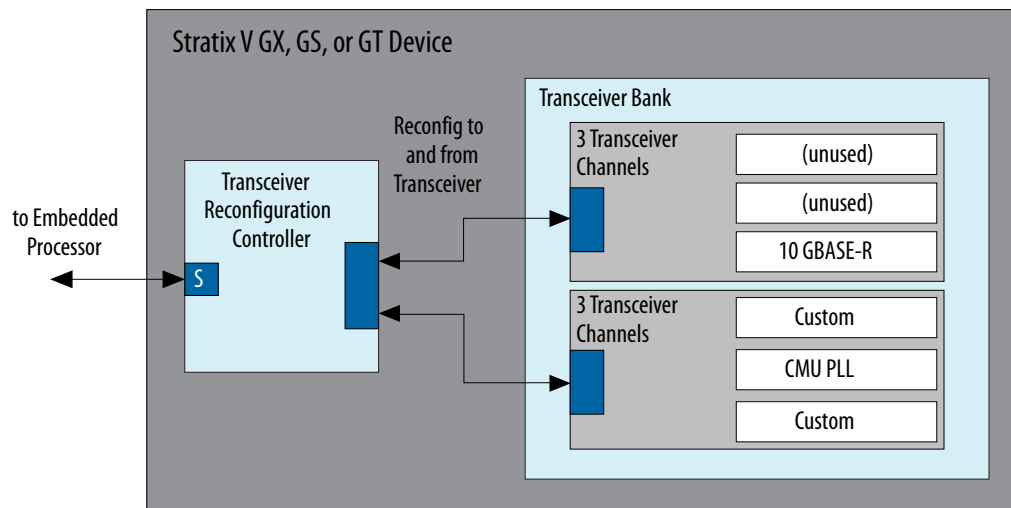 Stratix V GX, GS, or GT Device
to Embedded
Processor
Transceiver
Reconfiguration
Controller
S
Reconfig to
and from
Transceiver
Transceiver Bank
3 Transceiver
Channels
(unused)
(unused)
10 GBASE-R
3 Transceiver
Channels
Custom
CMU PLL
Custom